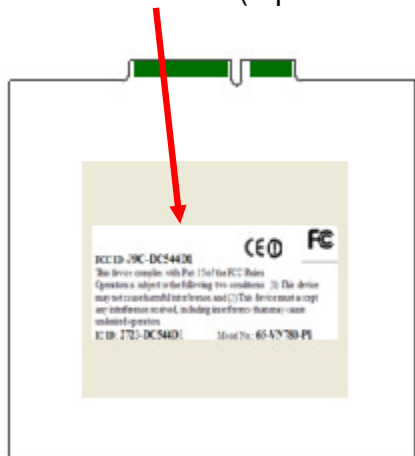 FCC ID: J9C-DC544D1
This device complies with Part 15 of the FCC Rules
Operation is subject to the following two conditions: (1) This device
may not cause harmful interference, and (2) This device must accept
any interference received, including interference that may cause
undesired operation.
IC ID: 2723-DC544D1 Model No: 65-VN780-P1
CE
FC